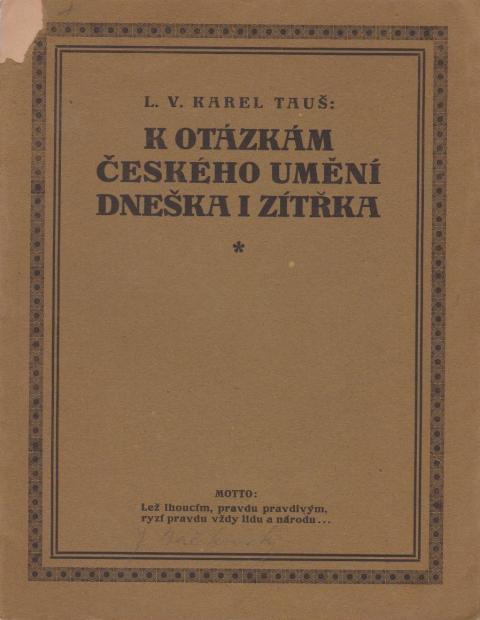 L. V. KAREL TAUŠ:
K OTÁZKÁM
ČESKÉHO UMĚNÍ
DNEŠKA I ZÍTŘKA
*
MOTTO:
Lež lhoucím, pravdu pravdivým,
ryzí pravdu vždy lidu a národu...